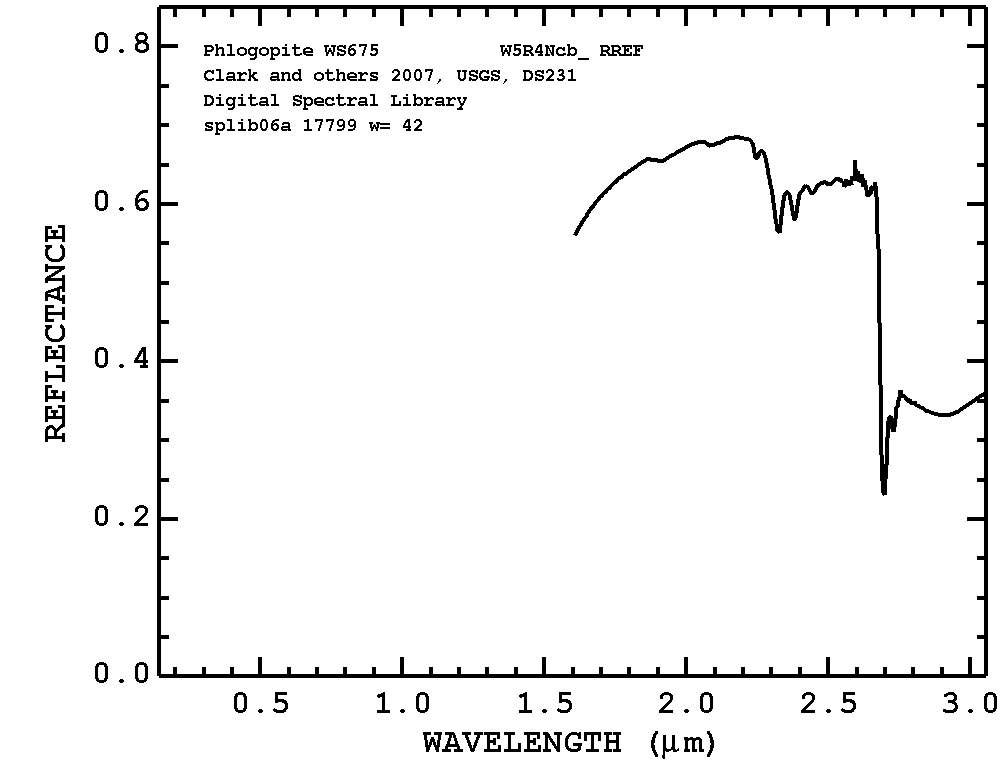 Phlogopite WS675 W5R4Ncb_ RREF
Clark and others 2007, USGS, DS231
Digital Spectral Library
splib06a 17799 w= 42
0.8
0.6
0.4
0.2
0.0
REFLECTANCE
0.5 1.0 1.5 2.0 2.5 3.0
WAVELENGTH (μm)